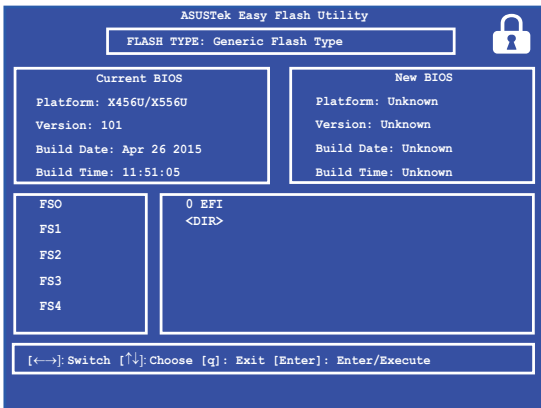 ASUSTek Easy Flash Utility
FLASH TYPE: Generic Flash Type
Current BIOS
Platform: X456U/X556U
Version: 101
Build Date: Apr 26 2015
Build Time: 11:51:05
New BIOS
Platform: Unknown
Version: Unknown
Build Date: Unknown
Build Time: Unknown
FSO
FS1
FS2
FS3
FS4
0 EFI
<DIR>
[←→]: Switch [↑↓]: Choose [q]: Exit [Enter]: Enter/Execute